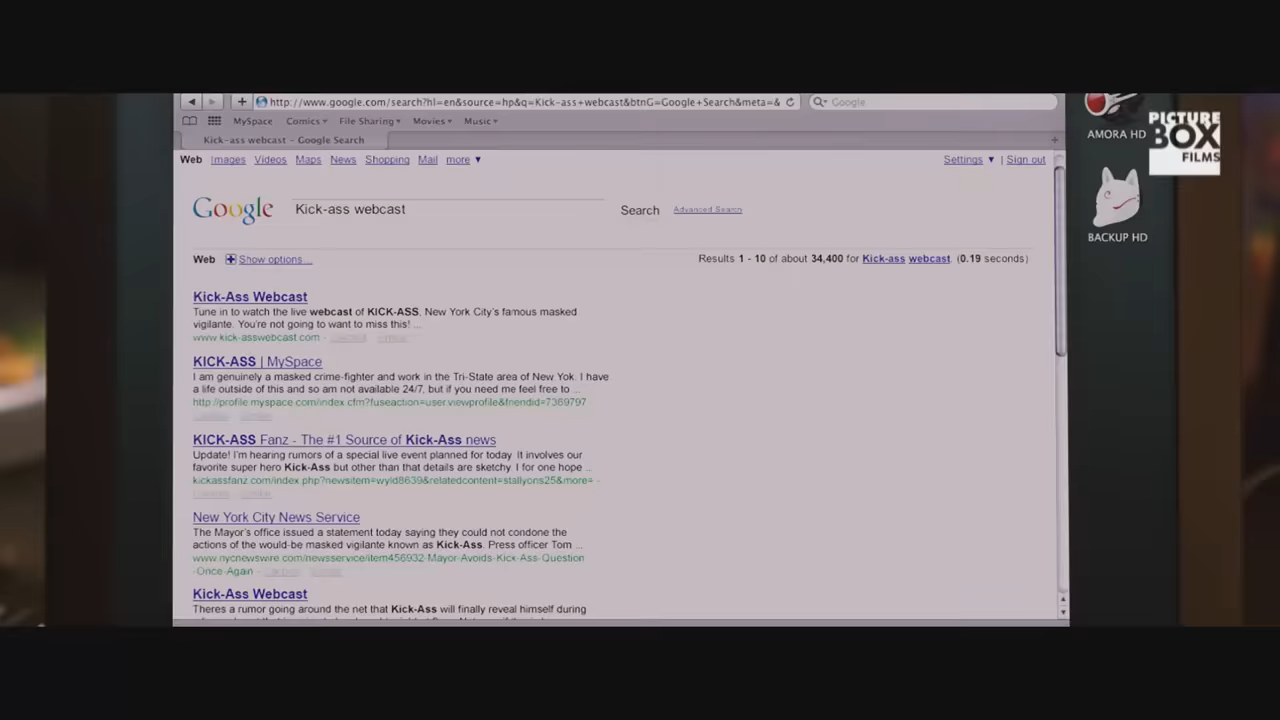 http://www.google.com/search?hl=en&source=hp&q=Kick-ass+webcast&btnG=Google+Search&meta=& Google
MySpace Comics File Sharing Movies Music
Kick-ass webcast - Google Search
AMORA HD
PICTURE
BOX
FILMS
Web Images Videos Maps News Shopping Mail more Settings | Sign out
Google Kick-ass webcast Search Advanced Search
BACKUP HD
Web Show options... Results 1 - 10 of about 34,400 for Kick-ass webcast. (0.19 seconds)
Kick-Ass Webcast
Tune in to watch the live webcast of KICK-ASS, New York City's famous masked
vigilante. You're not going to want to miss this! ...
www.kick-asswebcast.com -
KICK-ASS | MySpace
I am genuinely a masked crime-fighter and work in the Tri-State area of New Yok. I have
a life outside of this and so am not available 24/7, but if you need me feel free to ...
http://profile.myspace.com/index.cfm?fuseaction=user.viewprofile&friendid=7369797
KICK-ASS Fanz - The #1 Source of Kick-Ass news
Update! I'm hearing rumors of a special live event planned for today. It involves our
favorite super hero Kick-Ass but other than that details are sketchy. I for one hope ...
kickassfanz.com/index.php?newsitem=wyld8639&relatedcontent=stallyons25&more= -
New York City News Service
The Mayor's office issued a statement today saying they could not condone the
actions of the would-be masked vigilante known as Kick-Ass. Press officer Tom ...
www.nycnewswire.com/newsservice/item456932-Mayor-Avoids-Kick-Ass-Question
-Once-Again -
Kick-Ass Webcast
Theres a rumor going around the net that Kick-Ass will finally reveal himself during